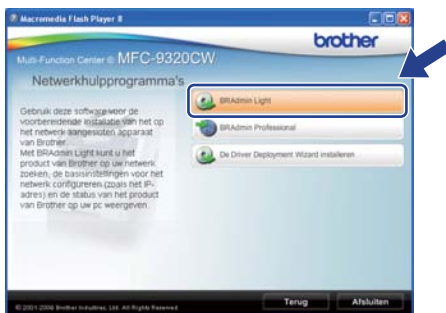 Macromedia Flash Player 8
brother
Multi-Function Center ® MFC-9320CW
Netwerkhulpprogramma's
Gebruik deze software voor de
voorbereidende installatie van het op
het netwerk aangesloten apparaat
van Brother.
Met BRAdmin Light kunt u het
product van Brother op uw netwerk
zoeken, de basisinstellingen voor het
netwerk configureren (zoals het IP-
adres) en de status van het product
van Brother op uw pc weergeven.
BRAdmin Light
BRAdmin Professional
De Driver Deployment Wizard installeren
© 2001-2008 Brother Industries, Ltd. All Rights Reserved.
Terug
Afsluiten